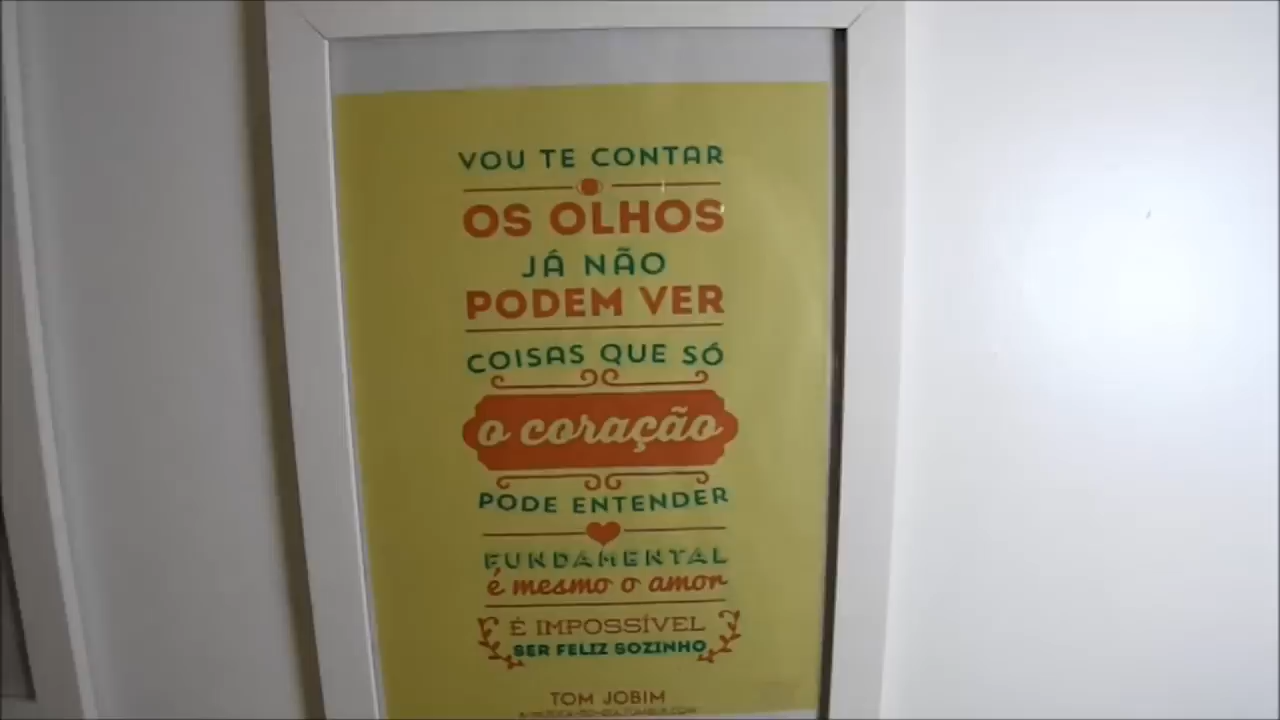 VOU TE CONTAR
OS OLHOS
JÁ NÃO
PODEM VER
COISAS QUE SÓ
o coração
PODE ENTENDER
FUNDAMENTAL
é mesmo o amor
É IMPOSSÍVEL
SER FELIZ SOZINHO
TOM JOBIM